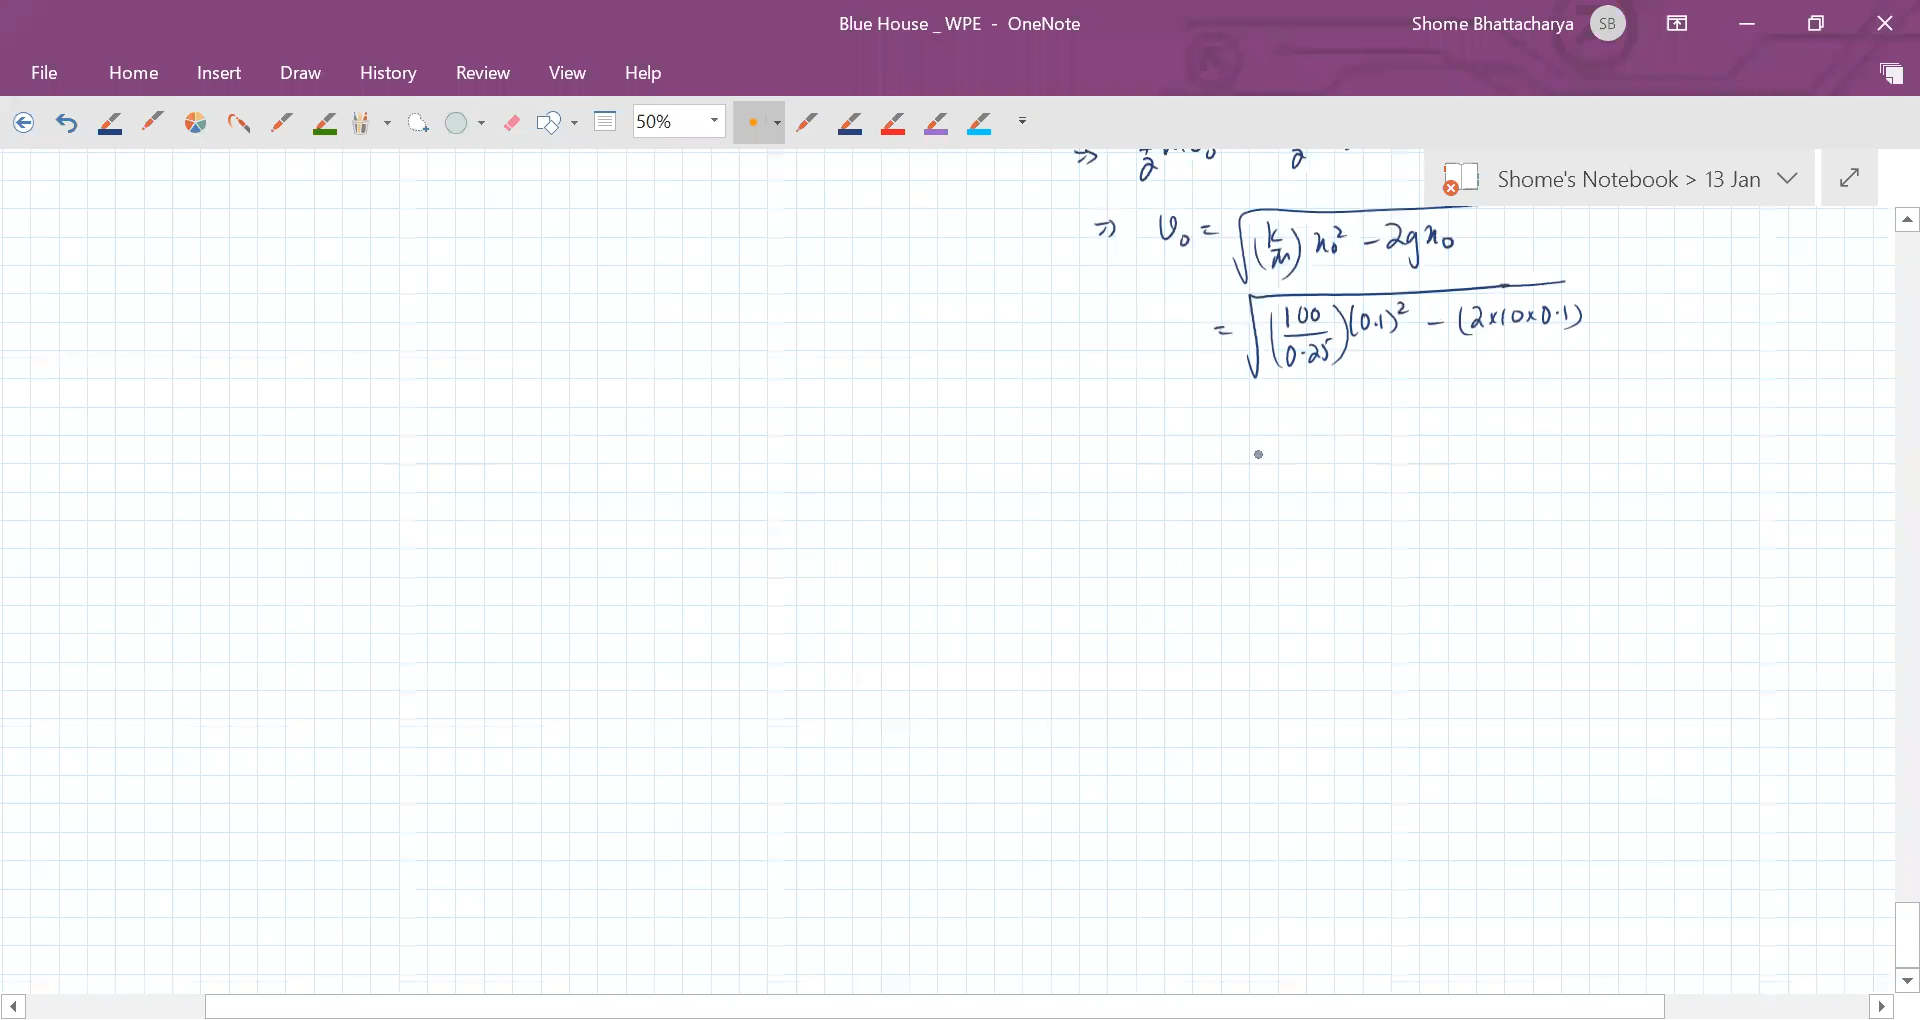 Blue House _ WPE - OneNote
Shome Bhattacharya SB
File Home Insert Draw History Review View Help
50%
Shome's Notebook > 13 Jan
⇒ v₀ = √((k/m) x₀² − 2gx₀)
= √((100/0.25)(0.1)² − (2×10×0.1))